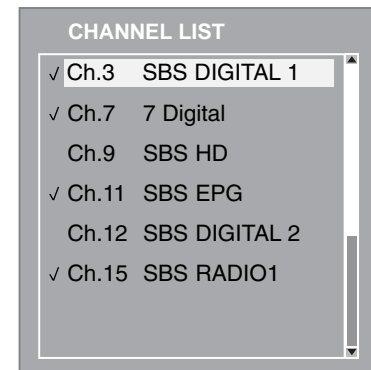 CHANNEL LIST
√ Ch.3 SBS DIGITAL 1
√ Ch.7 7 Digital
Ch.9 SBS HD
√ Ch.11 SBS EPG
Ch.12 SBS DIGITAL 2
√ Ch.15 SBS RADIO1